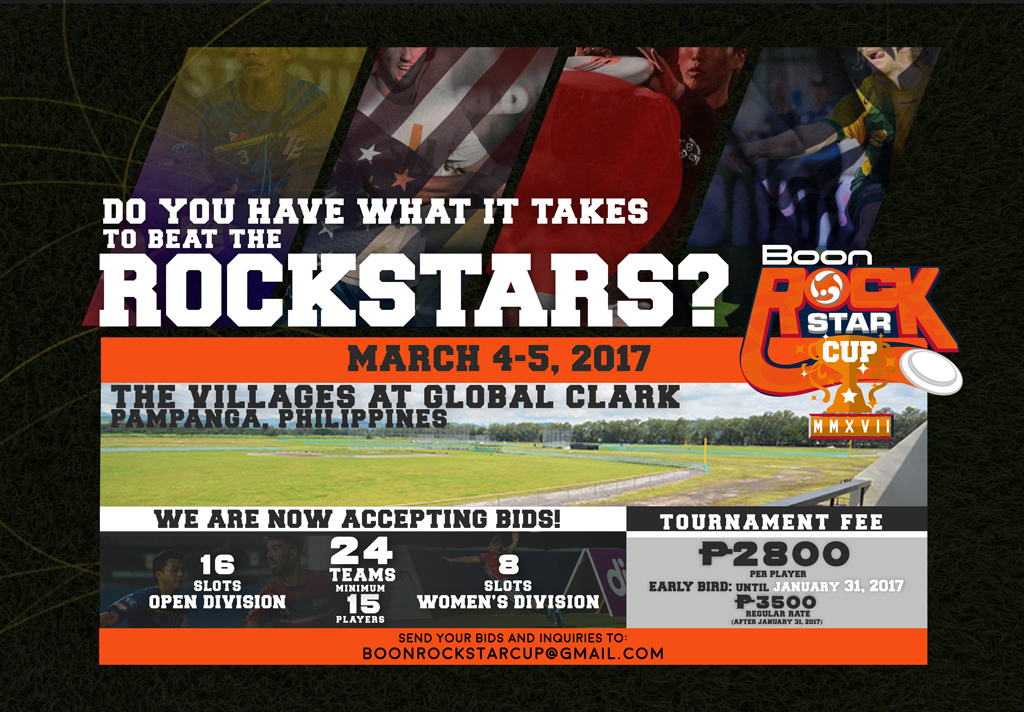 DO YOU HAVE WHAT IT TAKES
TO BEAT THE
ROCKSTARS?
Boon
ROCK
STAR
CUP
MMXVII
MARCH 4-5, 2017
THE VILLAGES AT GLOBAL CLARK
PAMPANGA, PHILIPPINES
WE ARE NOW ACCEPTING BIDS!
16
SLOTS
OPEN DIVISION
24
TEAMS
MINIMUM
15
PLAYERS
8
SLOTS
WOMEN'S DIVISION
TOURNAMENT FEE
₱2800
PER PLAYER
EARLY BIRD: UNTIL JANUARY 31, 2017
₱3500
REGULAR RATE
(AFTER JANUARY 31, 2017)
SEND YOUR BIDS AND INQUIRIES TO:
BOONROCKSTARCUP@GMAIL.COM